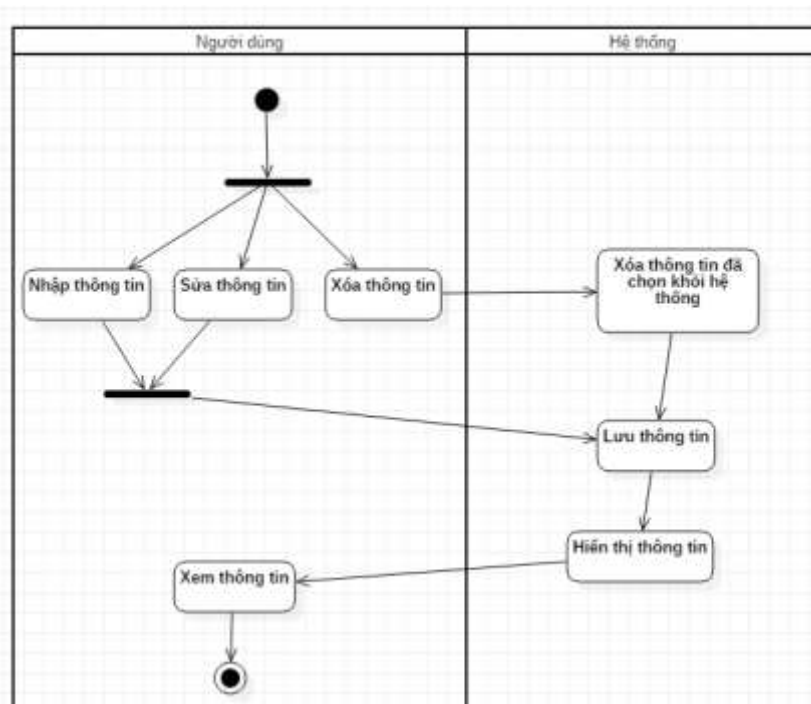 Người dùng
Hệ thống
Nhập thông tin
Sửa thông tin
Xóa thông tin
Xóa thông tin đã
chọn khỏi hệ
thống
Lưu thông tin
Hiển thị thông tin
Xem thông tin